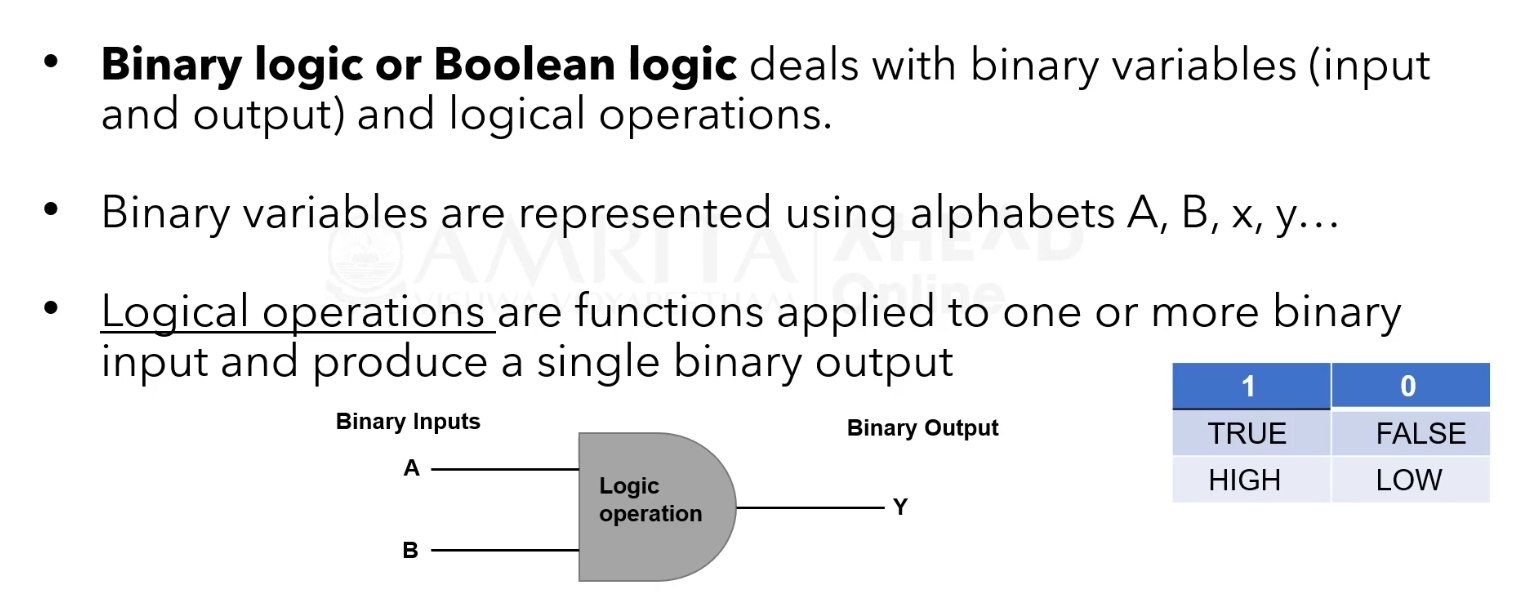 • Binary logic or Boolean logic deals with binary variables (input
and output) and logical operations.
• Binary variables are represented using alphabets A, B, x, y...
AMRITA AHEAD
VISHWA VIDYAPEETHAM Online
• Logical operations are functions applied to one or more binary
input and produce a single binary output
1 0
TRUE FALSE
HIGH LOW
Binary Inputs
Binary Output
A
Logic
operation
Y
B